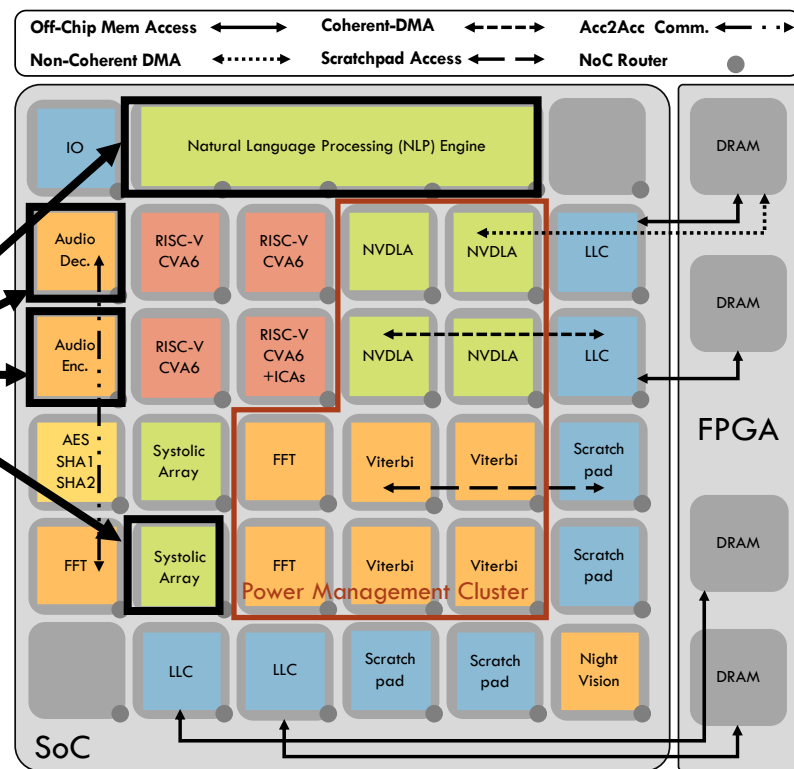 Off-Chip Mem Access
Coherent-DMA
Acc2Acc Comm.
Non-Coherent DMA
Scratchpad Access
NoC Router
IO
Natural Language Processing (NLP) Engine
DRAM
Audio
Dec.
RISC-V
CVA6
RISC-V
CVA6
NVDLA
NVDLA
LLC
DRAM
Audio
Enc.
RISC-V
CVA6
RISC-V
CVA6
+ICAs
NVDLA
NVDLA
LLC
FPGA
AES
SHA1
SHA2
Systolic
Array
FFT
Viterbi
Viterbi
Scratch
pad
DRAM
FFT
Systolic
Array
FFT
Viterbi
Viterbi
Scratch
pad
Power Management Cluster
LLC
LLC
Scratch
pad
Scratch
pad
Night
Vision
DRAM
SoC